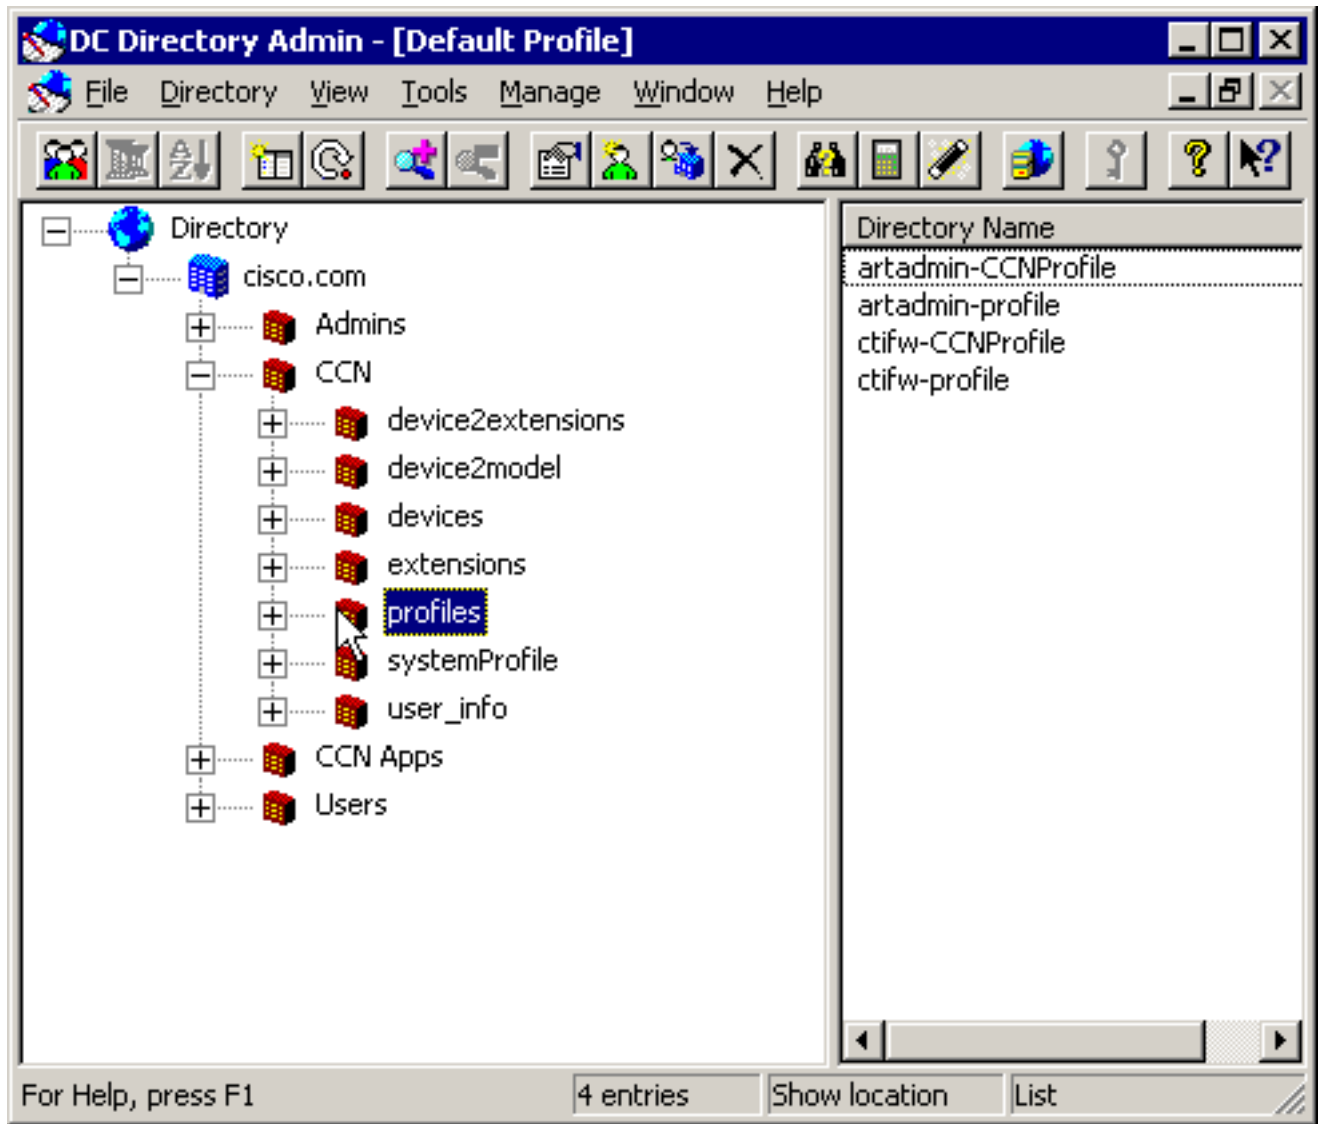 DC Directory Admin - [Default Profile]
File Directory View Tools Manage Window Help
Directory
cisco.com
Admins
CCN
device2extensions
device2model
devices
extensions
profiles
systemProfile
user_info
CCN Apps
Users
Directory Name
artadmin-CCNProfile
artadmin-profile
ctifw-CCNProfile
ctifw-profile
For Help, press F1
4 entries
Show location
List